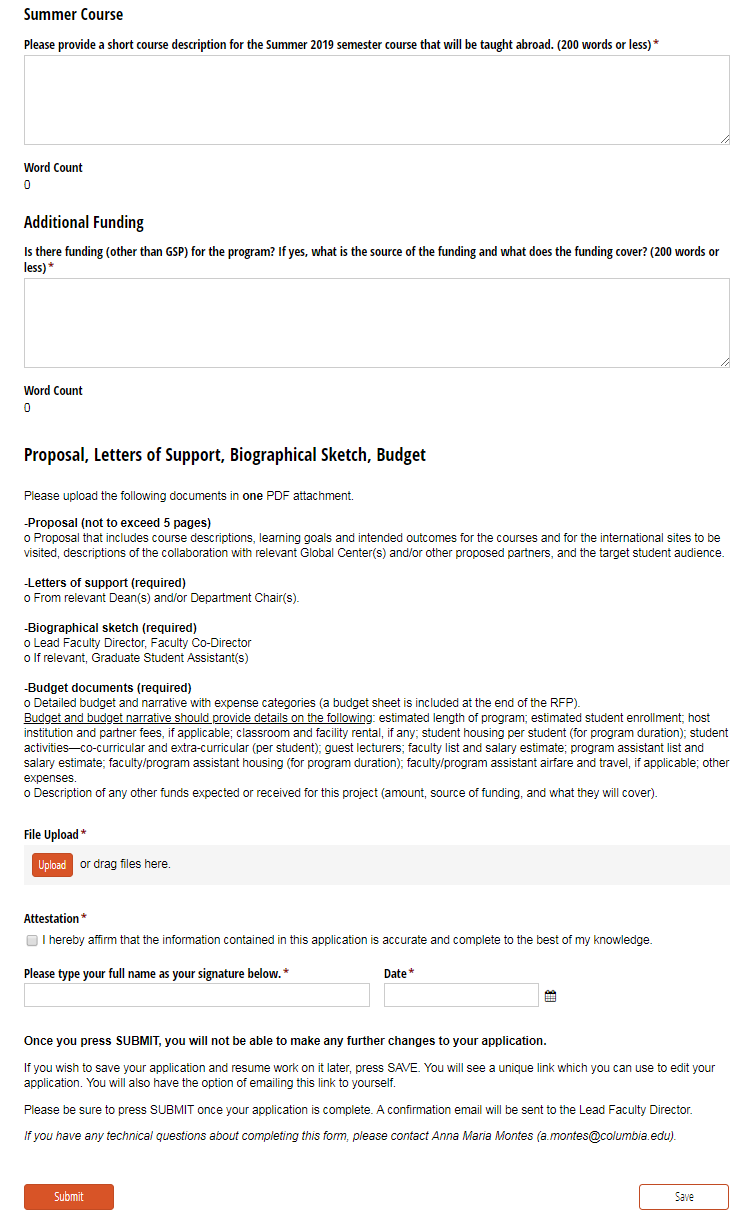 Summer Course
Please provide a short course description for the Summer 2019 semester course that will be taught abroad. (200 words or less) *
Word Count
0
Additional Funding
Is there funding (other than GSP) for the program? If yes, what is the source of the funding and what does the funding cover? (200 words or
less) *
Word Count
0
Proposal, Letters of Support, Biographical Sketch, Budget
Please upload the following documents in one PDF attachment.
-Proposal (not to exceed 5 pages)
o Proposal that includes course descriptions, learning goals and intended outcomes for the courses and for the international sites to be
visited, descriptions of the collaboration with relevant Global Center(s) and/or other proposed partners, and the target student audience.
-Letters of support (required)
o From relevant Dean(s) and/or Department Chair(s).
-Biographical sketch (required)
o Lead Faculty Director, Faculty Co-Director
o If relevant, Graduate Student Assistant(s)
-Budget documents (required)
o Detailed budget and narrative with expense categories (a budget sheet is included at the end of the RFP).
Budget and budget narrative should provide details on the following: estimated length of program; estimated student enrollment; host
institution and partner fees, if applicable; classroom and facility rental, if any; student housing per student (for program duration); student
activities—co-curricular and extra-curricular (per student); guest lecturers; faculty list and salary estimate; program assistant list and
salary estimate; faculty/program assistant housing (for program duration); faculty/program assistant airfare and travel, if applicable; other
expenses.
o Description of any other funds expected or received for this project (amount, source of funding, and what they will cover).
File Upload *
Upload or drag files here.
Attestation *
I hereby affirm that the information contained in this application is accurate and complete to the best of my knowledge.
Please type your full name as your signature below. * Date *
Once you press SUBMIT, you will not be able to make any further changes to your application.
If you wish to save your application and resume work on it later, press SAVE. You will see a unique link which you can use to edit your
application. You will also have the option of emailing this link to yourself.
Please be sure to press SUBMIT once your application is complete. A confirmation email will be sent to the Lead Faculty Director.
If you have any technical questions about completing this form, please contact Anna Maria Montes (a.montes@columbia.edu).
Submit Save